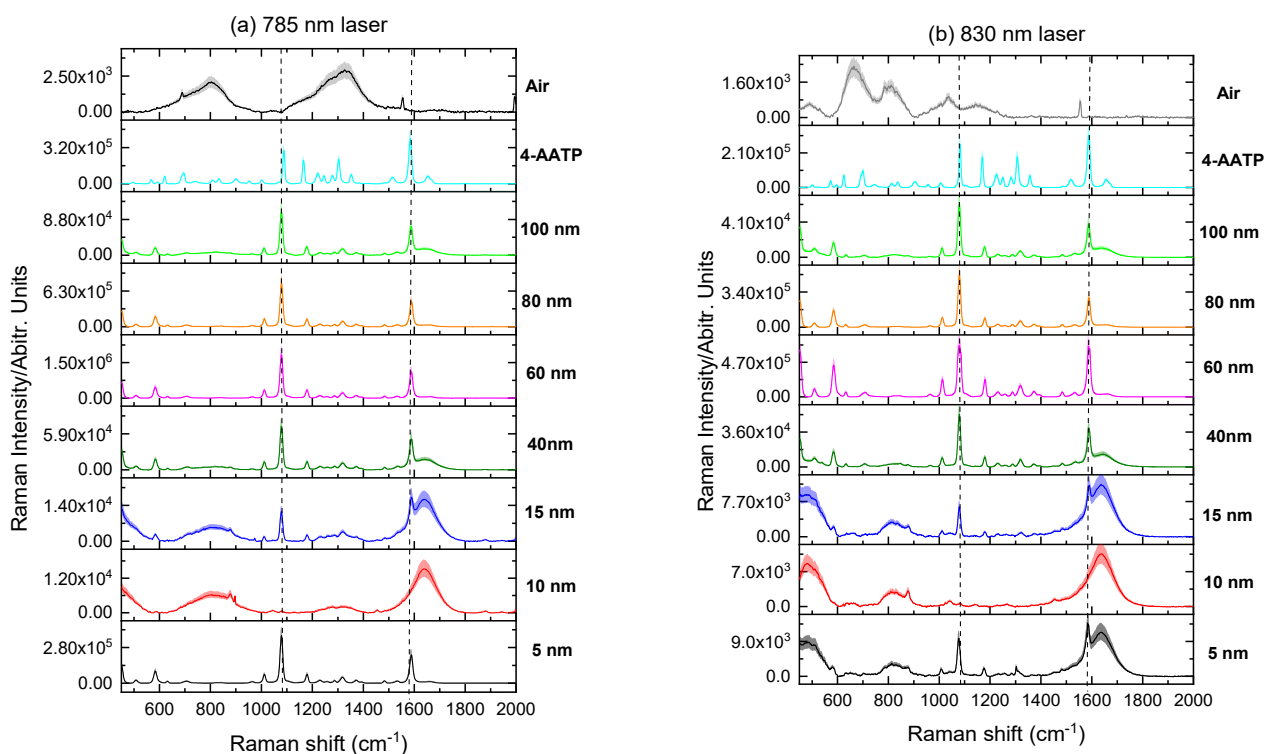 (a) 785 nm laser
Raman Intensity/Abitr. Units
2.50x10³
0.00
Air
3.20x10⁵
0.00
4-AATP
8.80x10⁴
0.00
100 nm
6.30x10⁵
0.00
80 nm
1.50x10⁶
0.00
60 nm
5.90x10⁴
0.00
40nm
1.40x10⁴
0.00
15 nm
1.20x10⁴
0.00
10 nm
2.80x10⁵
0.00
5 nm
600 800 1000 1200 1400 1600 1800 2000
Raman shift (cm⁻¹)
(b) 830 nm laser
Raman Intensity/Abitr. Units
1.60x10³
0.00
Air
2.10x10⁵
0.00
4-AATP
4.10x10⁴
0.00
100 nm
3.40x10⁵
0.00
80 nm
4.70x10⁵
0.00
60 nm
3.60x10⁴
0.00
40nm
7.70x10³
0.00
15 nm
7.0x10³
0.0
10 nm
9.0x10³
0.0
5 nm
600 800 1000 1200 1400 1600 1800 2000
Raman shift (cm⁻¹)